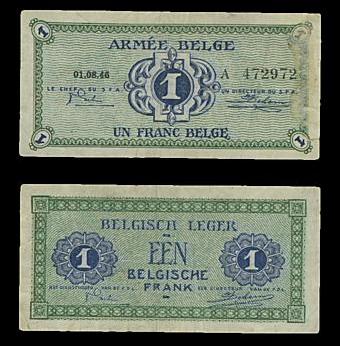 1 1
ARMÉE BELGE
01.08.46 1 A 472972
LE CHEF DU S.P.A. UN DIRECTEUR DU S.P.A.
UN FRANC BELGE
1 1
BELGISCH LEGER
1 EEN 1
BELGISCHE
FRANK